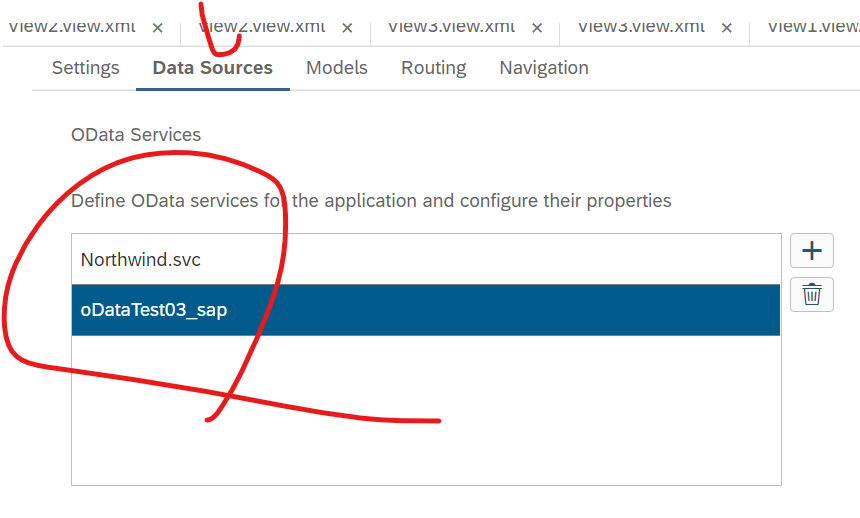 View2.view.xml × View2.view.xml × View3.view.xml × View3.view.xml × View1.view.
Settings Data Sources Models Routing Navigation
OData Services
Define OData services for the application and configure their properties
Northwind.svc
oDataTest03_sap